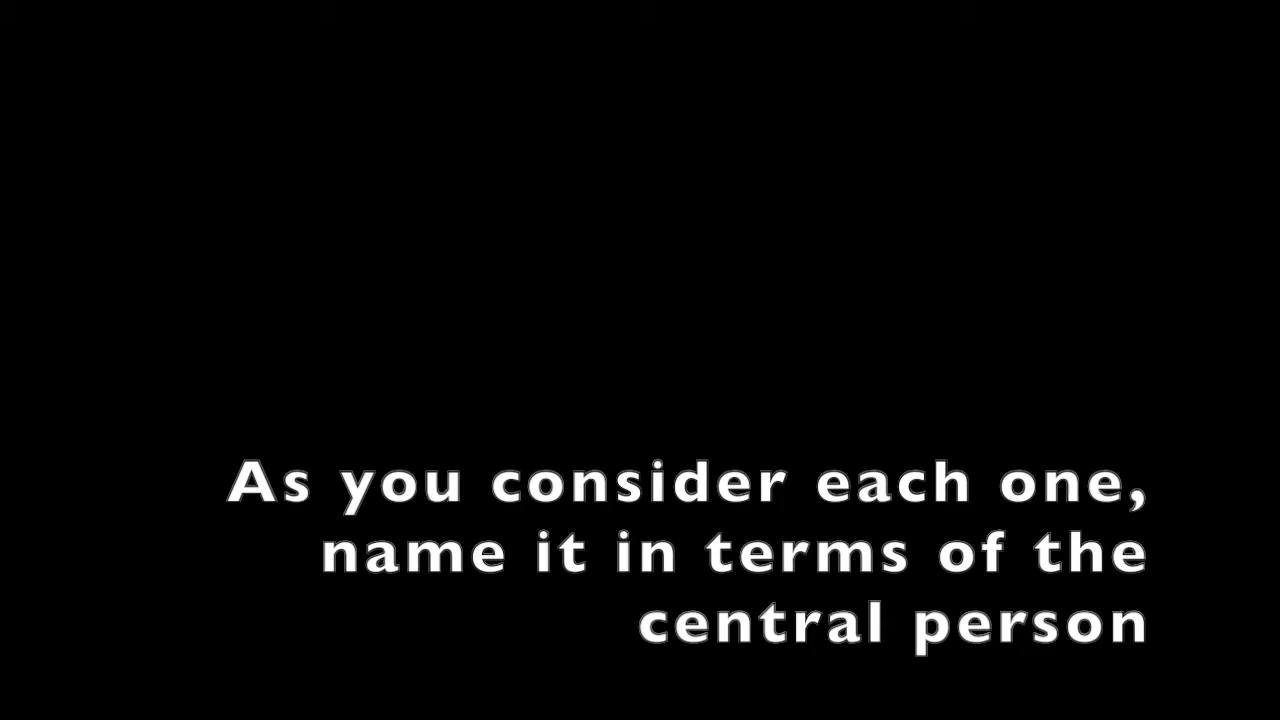 As you consider each one,
name it in terms of the
central person